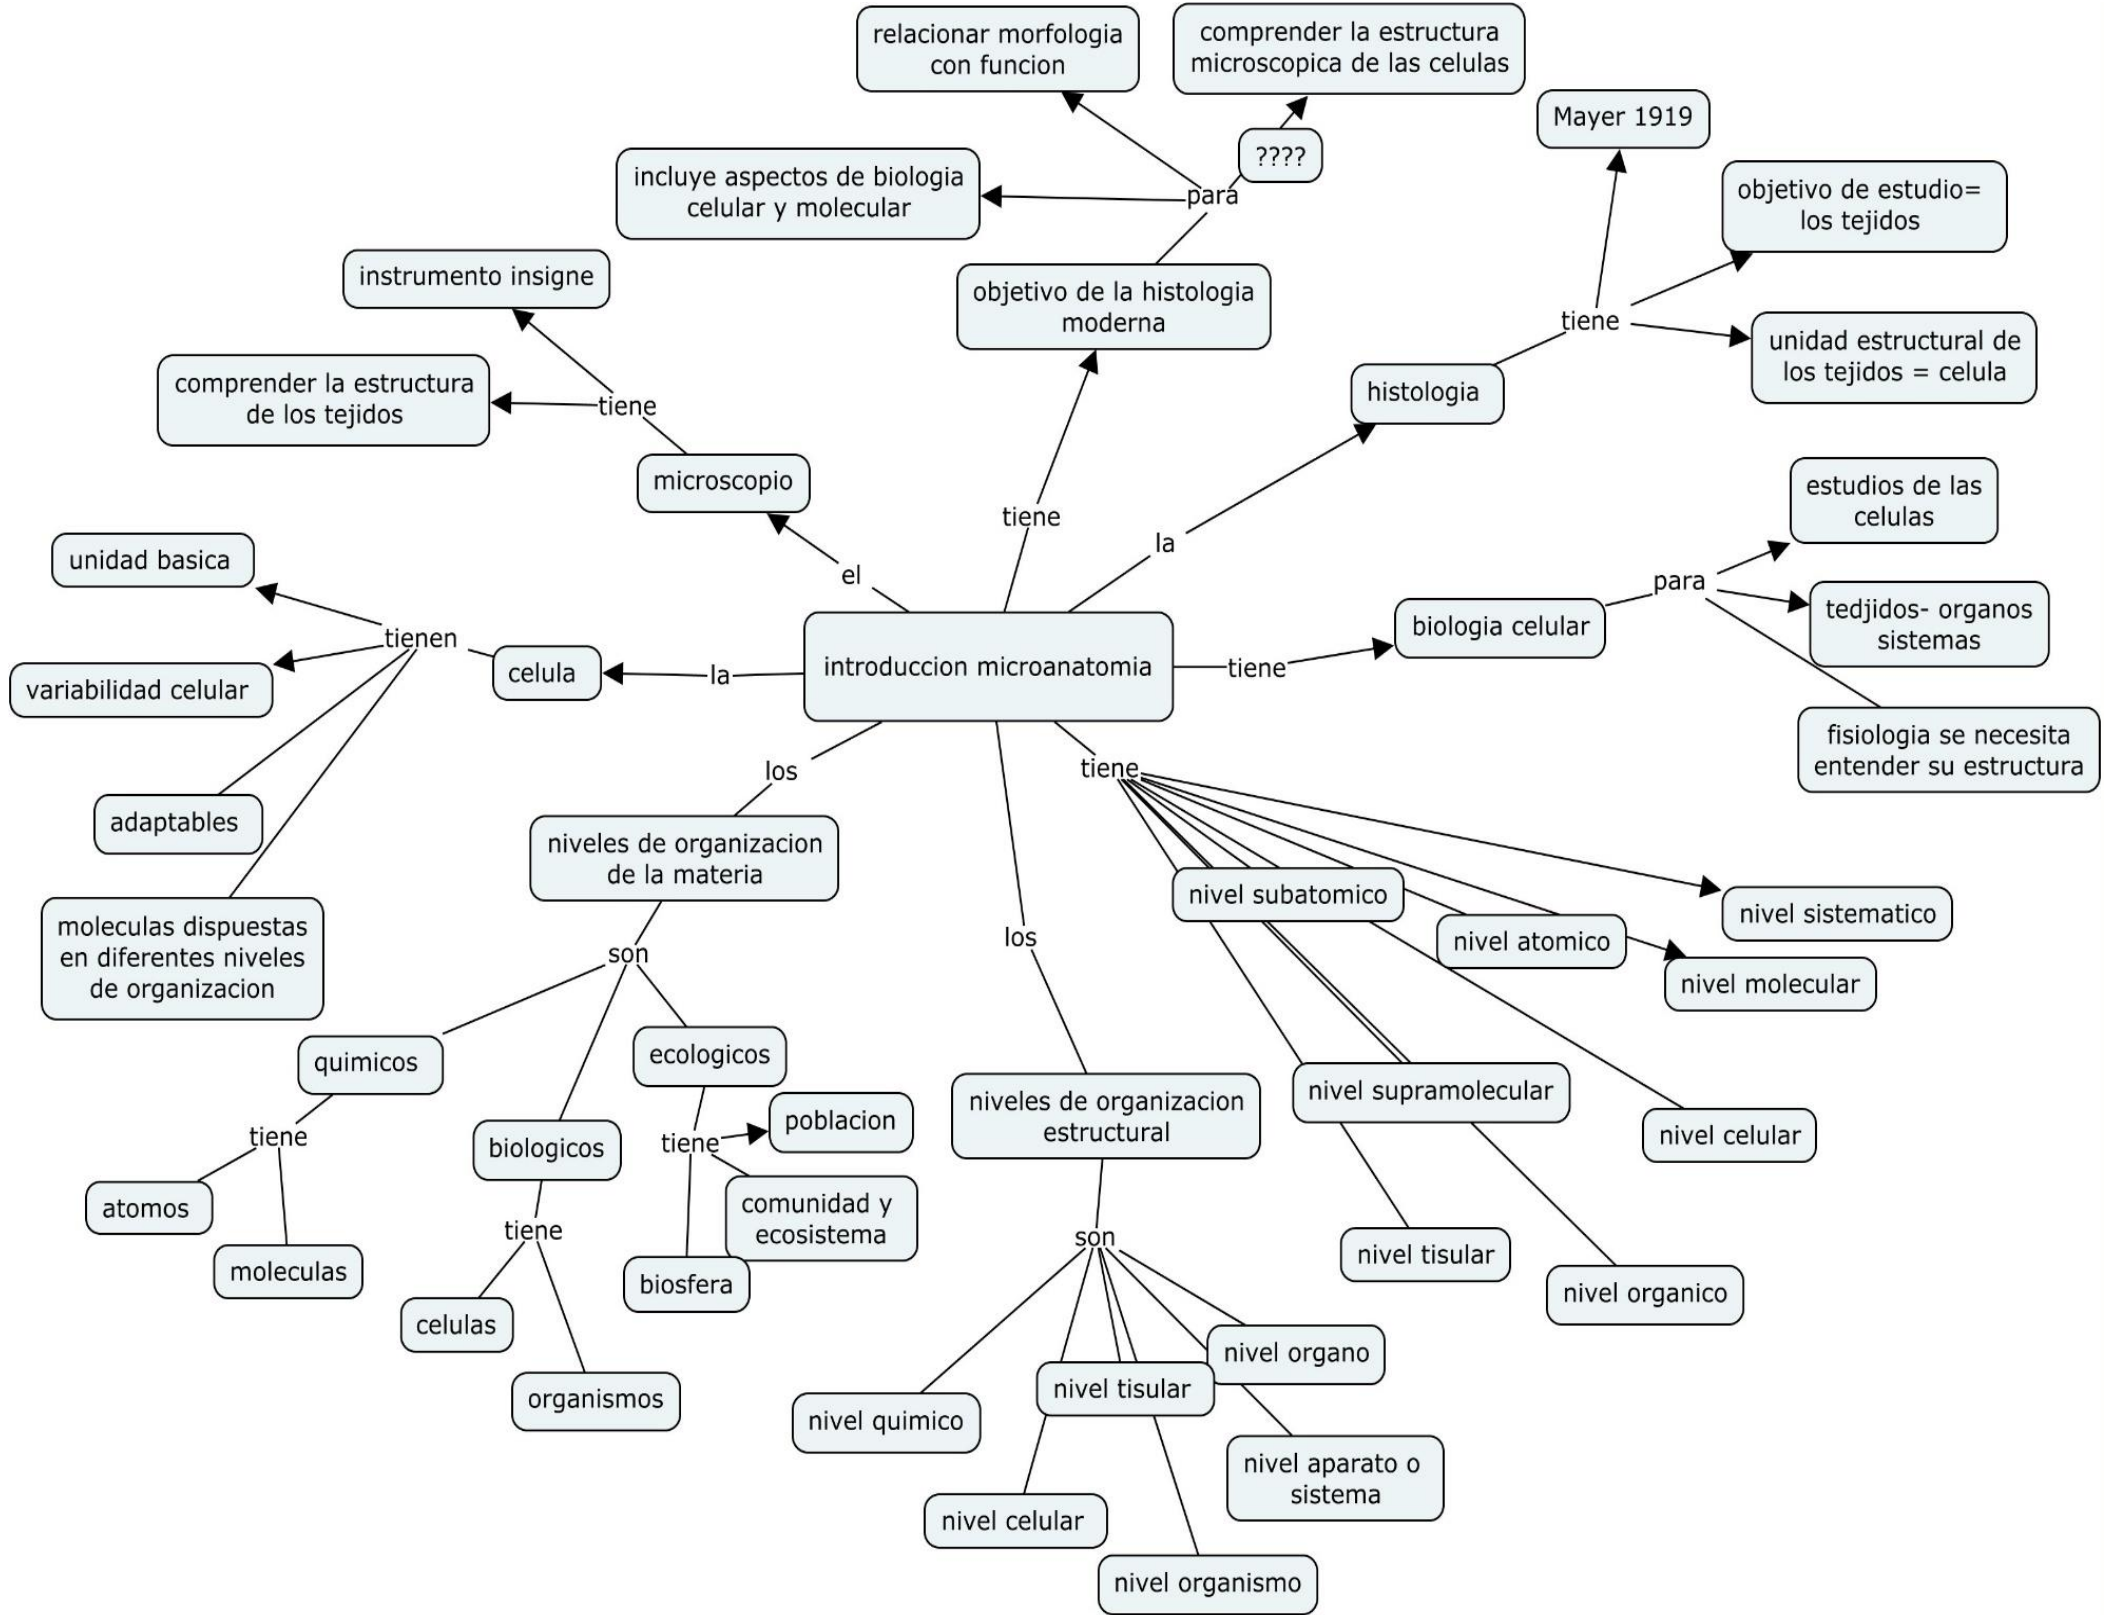 relacionar morfologia
con funcion
comprender la estructura
microscopica de las celulas
Mayer 1919
????
incluye aspectos de biologia
celular y molecular
para
objetivo de estudio=
los tejidos
instrumento insigne
objetivo de la histologia
moderna
tiene
unidad estructural de
los tejidos = celula
comprender la estructura
de los tejidos
tiene
histologia
microscopio
estudios de las
celulas
tiene
la
unidad basica
el
para
tedjidos- organos
sistemas
biologia celular
tienen
celula
la
introduccion microanatomia
tiene
variabilidad celular
fisiologia se necesita
entender su estructura
los
tiene
adaptables
niveles de organizacion
de la materia
nivel subatomico
nivel sistematico
moleculas dispuestas
en diferentes niveles
de organizacion
los
nivel atomico
son
nivel molecular
quimicos
ecologicos
niveles de organizacion
estructural
nivel supramolecular
poblacion
tiene
biologicos
tiene
nivel celular
atomos
comunidad y
ecosistema
tiene
son
nivel tisular
moleculas
biosfera
nivel organico
celulas
nivel organo
organismos
nivel tisular
nivel quimico
nivel aparato o
sistema
nivel celular
nivel organismo